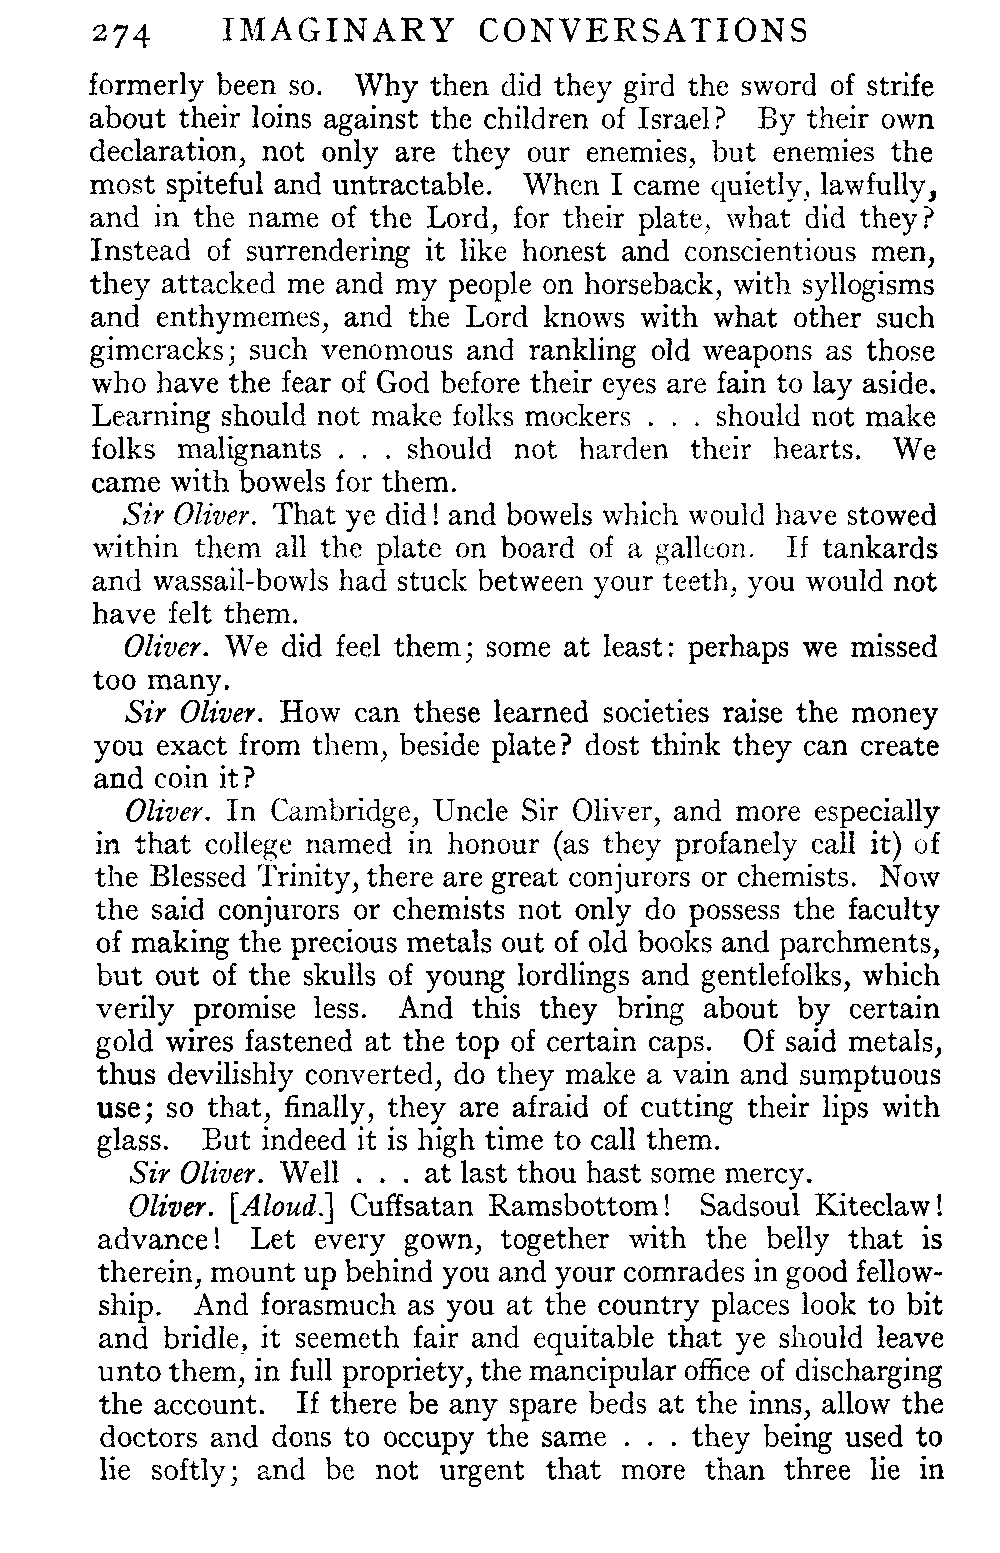 274 IMAGINARY CONVERSATIONS
formerly been so. Why then did they gird the sword of strife
about their loins against the children of Israel? By their own
declaration, not only are they our enemies, but enemies the
most spiteful and untractable. When I came quietly, lawfully,
and in the name of the Lord, for their plate, what did they?
Instead of surrendering it like honest and conscientious men,
they attacked me and my people on horseback, with syllogisms
and enthymemes, and the Lord knows with what other such
gimcracks; such venomous and rankling old weapons as those
who have the fear of God before their eyes are fain to lay aside.
Learning should not make folks mockers . . . should not make
folks malignants . . . should not harden their hearts. We
came with bowels for them.
Sir Oliver. That ye did! and bowels which would have stowed
within them all the plate on board of a galleon. If tankards
and wassail-bowls had stuck between your teeth, you would not
have felt them.
Oliver. We did feel them; some at least: perhaps we missed
too many.
Sir Oliver. How can these learned societies raise the money
you exact from them, beside plate? dost think they can create
and coin it?
Oliver. In Cambridge, Uncle Sir Oliver, and more especially
in that college named in honour (as they profanely call it) of
the Blessed Trinity, there are great conjurors or chemists. Now
the said conjurors or chemists not only do possess the faculty
of making the precious metals out of old books and parchments,
but out of the skulls of young lordlings and gentlefolks, which
verily promise less. And this they bring about by certain
gold wires fastened at the top of certain caps. Of said metals,
thus devilishly converted, do they make a vain and sumptuous
use; so that, finally, they are afraid of cutting their lips with
glass. But indeed it is high time to call them.
Sir Oliver. Well . . . at last thou hast some mercy.
Oliver. [Aloud.] Cuffsatan Ramsbottom! Sadsoul Kiteclaw!
advance! Let every gown, together with the belly that is
therein, mount up behind you and your comrades in good fellow-
ship. And forasmuch as you at the country places look to bit
and bridle, it seemeth fair and equitable that ye should leave
unto them, in full propriety, the mancipular office of discharging
the account. If there be any spare beds at the inns, allow the
doctors and dons to occupy the same . . . they being used to
lie softly; and be not urgent that more than three lie in